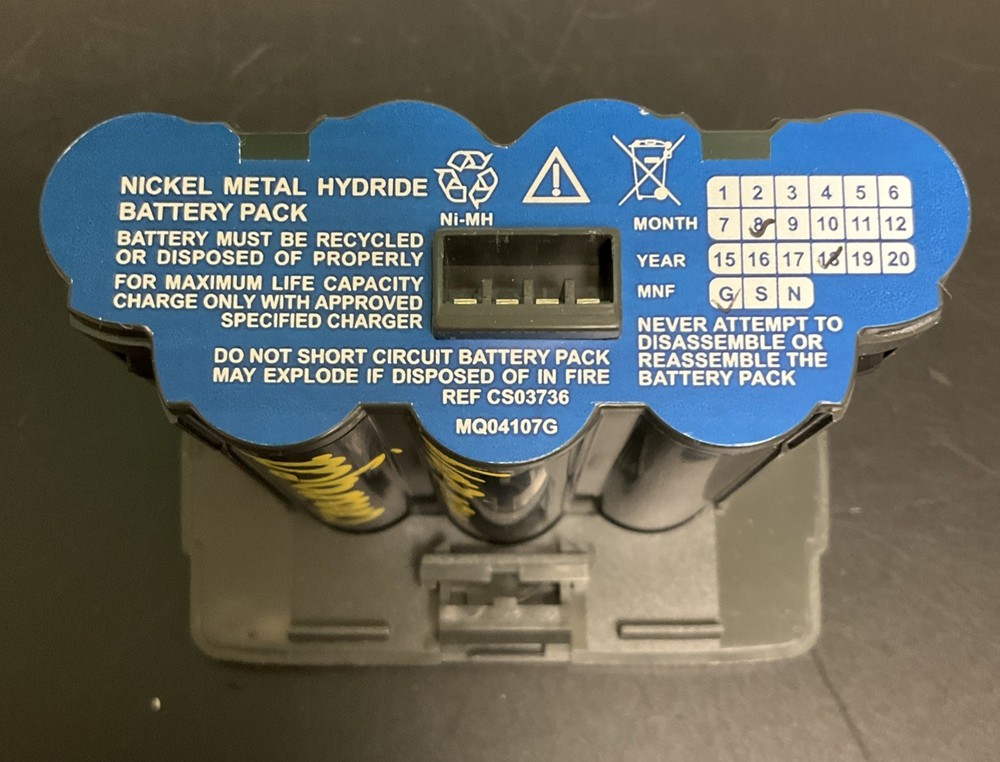 NICKEL METAL HYDRIDE
BATTERY PACK
BATTERY MUST BE RECYCLED
OR DISPOSED OF PROPERLY
FOR MAXIMUM LIFE CAPACITY
CHARGE ONLY WITH APPROVED
SPECIFIED CHARGER
Ni-MH
1 2 3 4 5 6
MONTH 7 8 9 10 11 12
YEAR 15 16 17 18 19 20
MNF G S N
NEVER ATTEMPT TO
DISASSEMBLE OR
REASSEMBLE THE
BATTERY PACK
DO NOT SHORT CIRCUIT BATTERY PACK
MAY EXPLODE IF DISPOSED OF IN FIRE
REF CS03736
MQ04107G